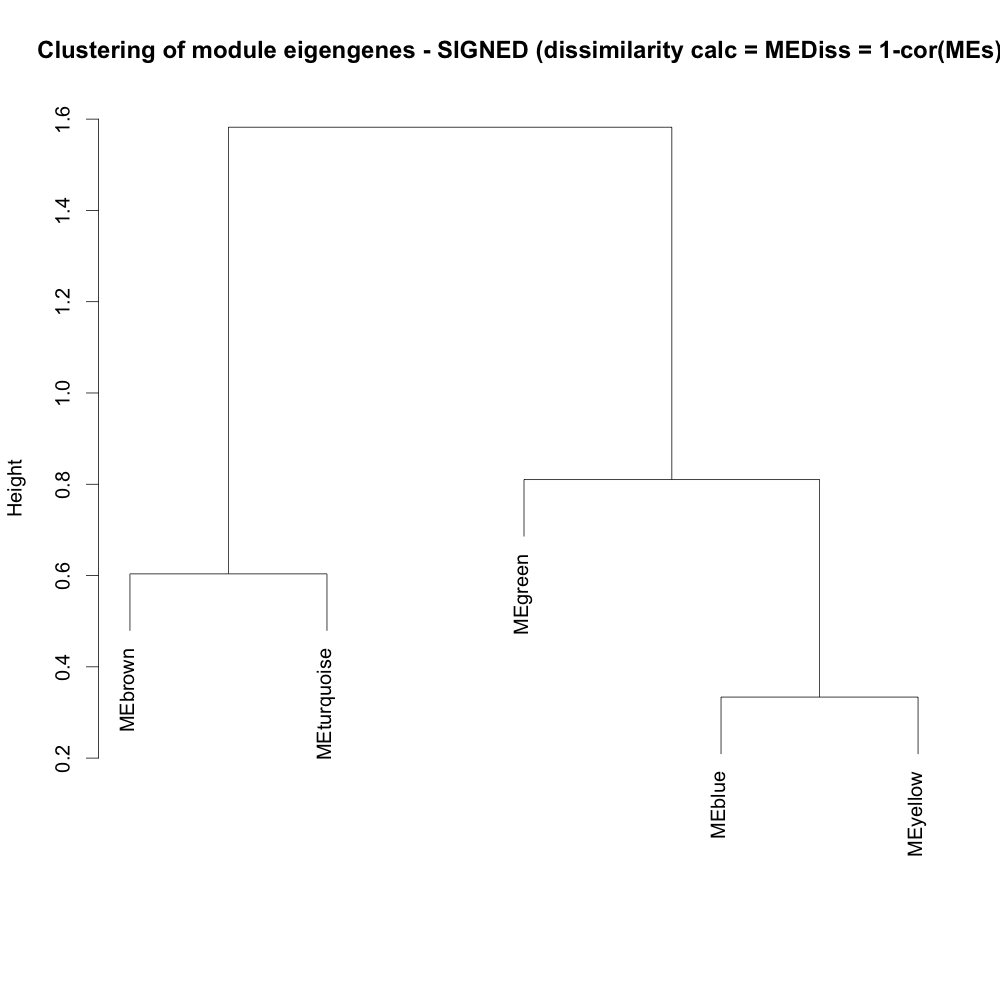 Clustering of module eigengenes - SIGNED (dissimilarity calc = MEDiss = 1-cor(MEs)
1.6
1.4
1.2
1.0
0.8
0.6
0.4
0.2
Height
MEbrown
MEturquoise
MEgreen
MEblue
MEyellow